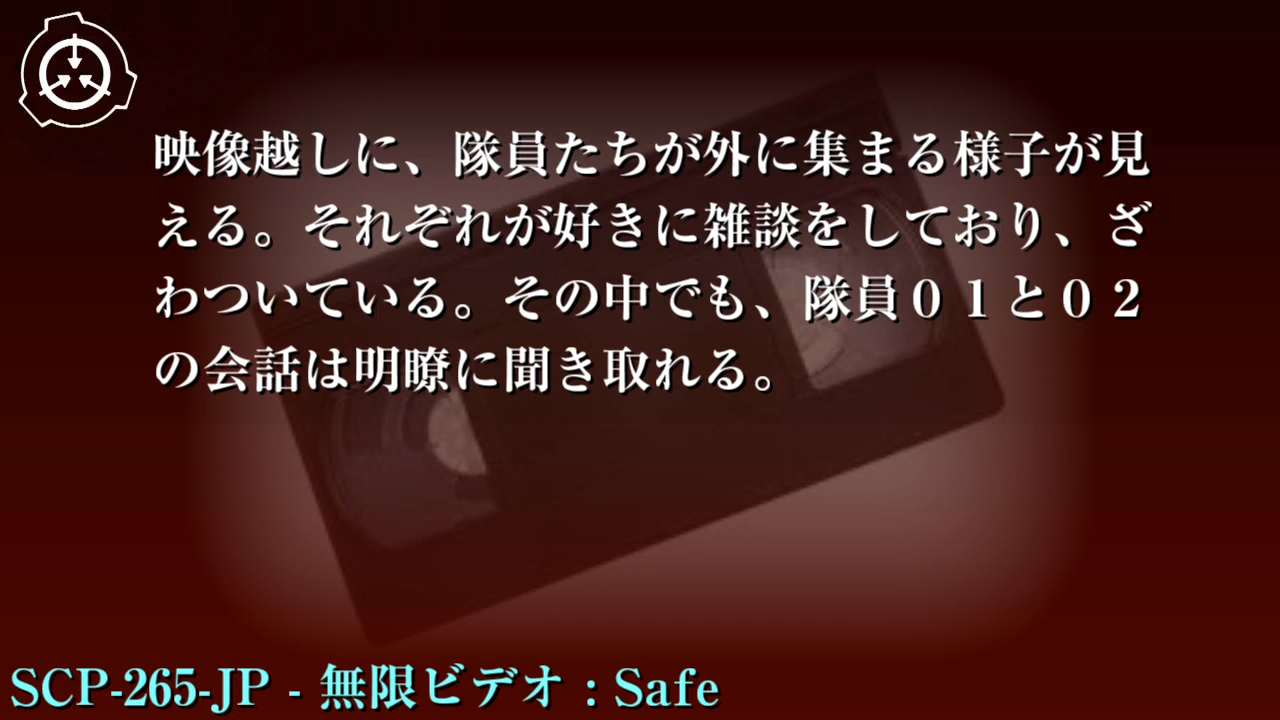 映像越しに、隊員たちが外に集まる様子が見
える。それぞれが好きに雑談をしており、ざ
わついている。その中でも、隊員０１と０２
の会話は明瞭に聞き取れる。
SCP-265-JP - 無限ビデオ : Safe